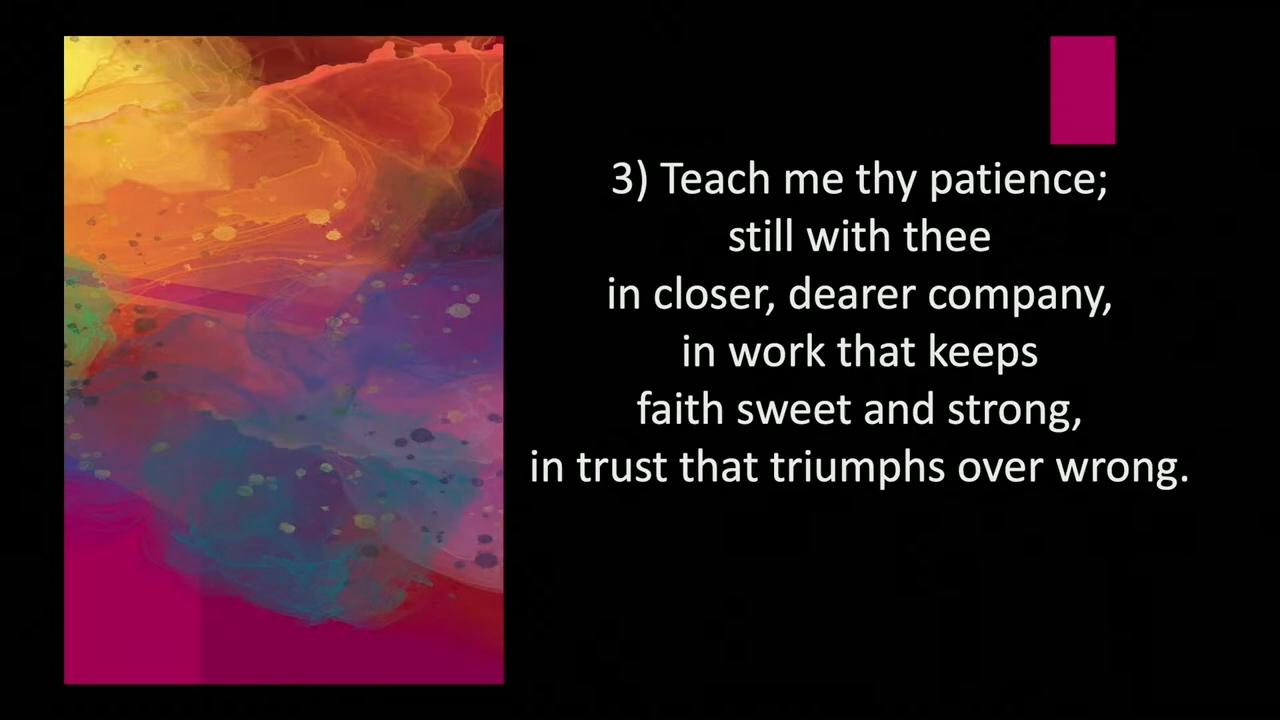 3) Teach me thy patience;
still with thee
in closer, dearer company,
in work that keeps
faith sweet and strong,
in trust that triumphs over wrong.